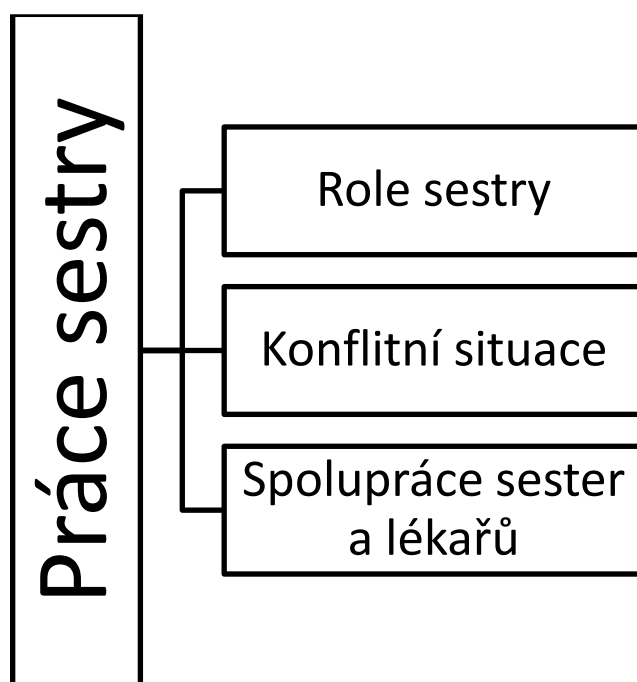 Práce sestry
Role sestry
Konflitní situace
Spolupráce sester
a lékařů